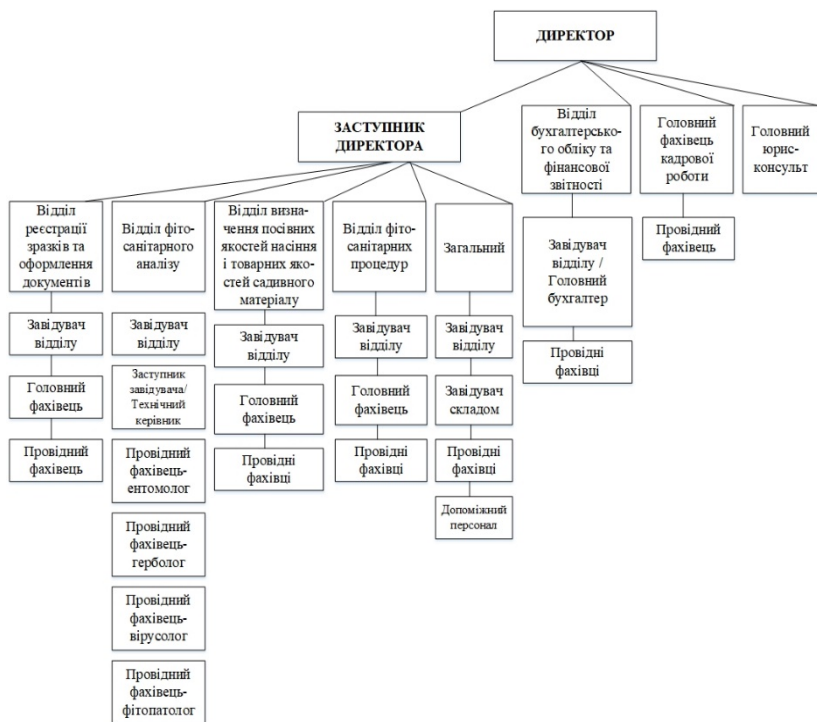 ДИРЕКТОР
ЗАСТУПНИК
ДИРЕКТОРА
Відділ
бухгалтерсько-
го обліку та
фінансової
звітності
Головний
фахівець
кадрової
роботи
Головний
юрис-
консульт
Завідувач
відділу /
Головний
бухгалтер
Провідні
фахівці
Провідний
фахівець
Відділ
реєстрації
зразків та
оформлення
документів
Завідувач
відділу
Головний
фахівець
Провідний
фахівець
Відділ фіто-
санітарного
аналізу
Завідувач
відділу
Заступник
завідувача/
Технічний
керівник
Провідний
фахівець-
ентомолог
Провідний
фахівець-
герболог
Провідний
фахівець-
вірусолог
Провідний
фахівець-
фітопатолог
Відділ визна-
чення посівних
якостей насіння
і товарних яко-
стей садивного
матеріалу
Завідувач
відділу
Головний
фахівець
Провідні
фахівці
Відділ фіто-
санітарних
процедур
Завідувач
відділу
Головний
фахівець
Провідні
фахівці
Загальний
Завідувач
відділу
Завідувач
складом
Провідні
фахівці
Допоміжний
персонал